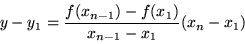 y - y_1 = \frac{f(x_{n-1}) - f(x_1)}{x_{n-1} - x_1}(x_n - x_1)